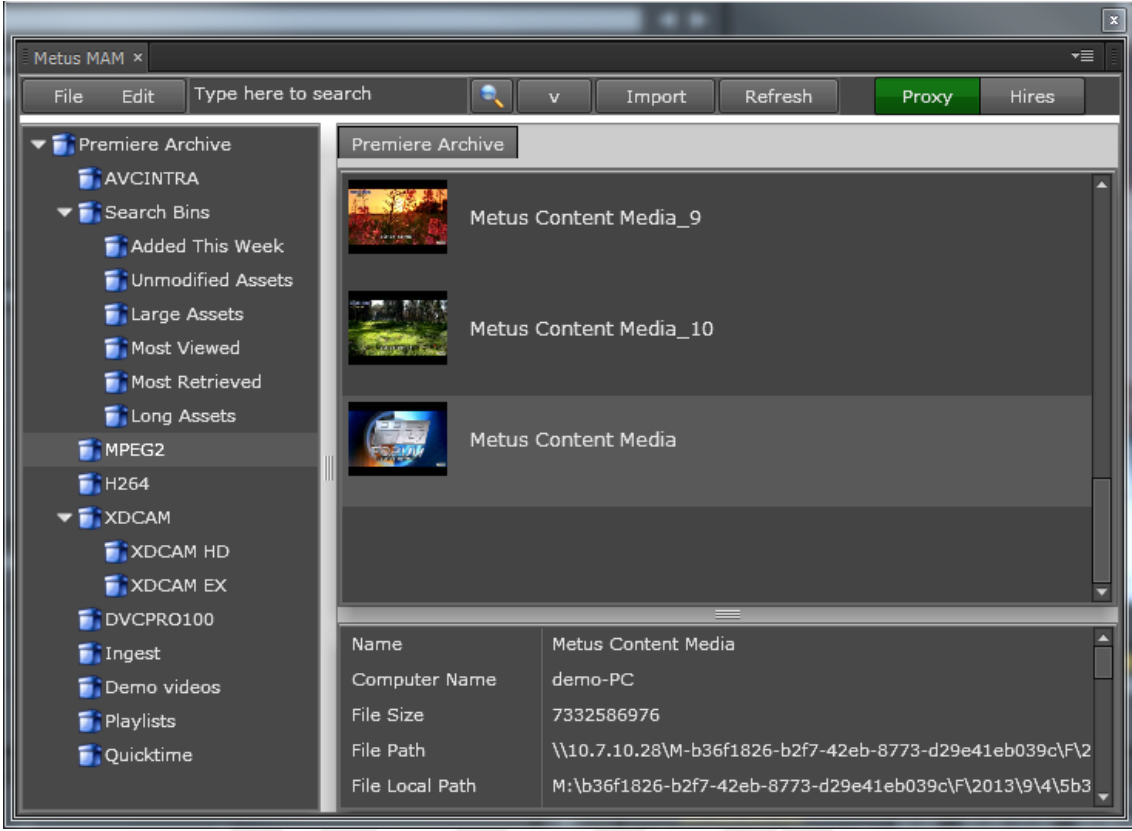 Metus MAM ×
File Edit Type here to search v Import Refresh Proxy Hires
Premiere Archive
AVCINTRA
Search Bins
Added This Week
Unmodified Assets
Large Assets
Most Viewed
Most Retrieved
Long Assets
MPEG2
H264
XDCAM
XDCAM HD
XDCAM EX
DVCPRO100
Ingest
Demo videos
Playlists
Quicktime
Premiere Archive
Metus Content Media_9
Metus Content Media_10
Metus Content Media
Name Metus Content Media
Computer Name demo-PC
File Size 7332586976
File Path \\10.7.10.28\M-b36f1826-b2f7-42eb-8773-d29e41eb039c\F\2
File Local Path M:\b36f1826-b2f7-42eb-8773-d29e41eb039c\F\2013\9\4\5b3